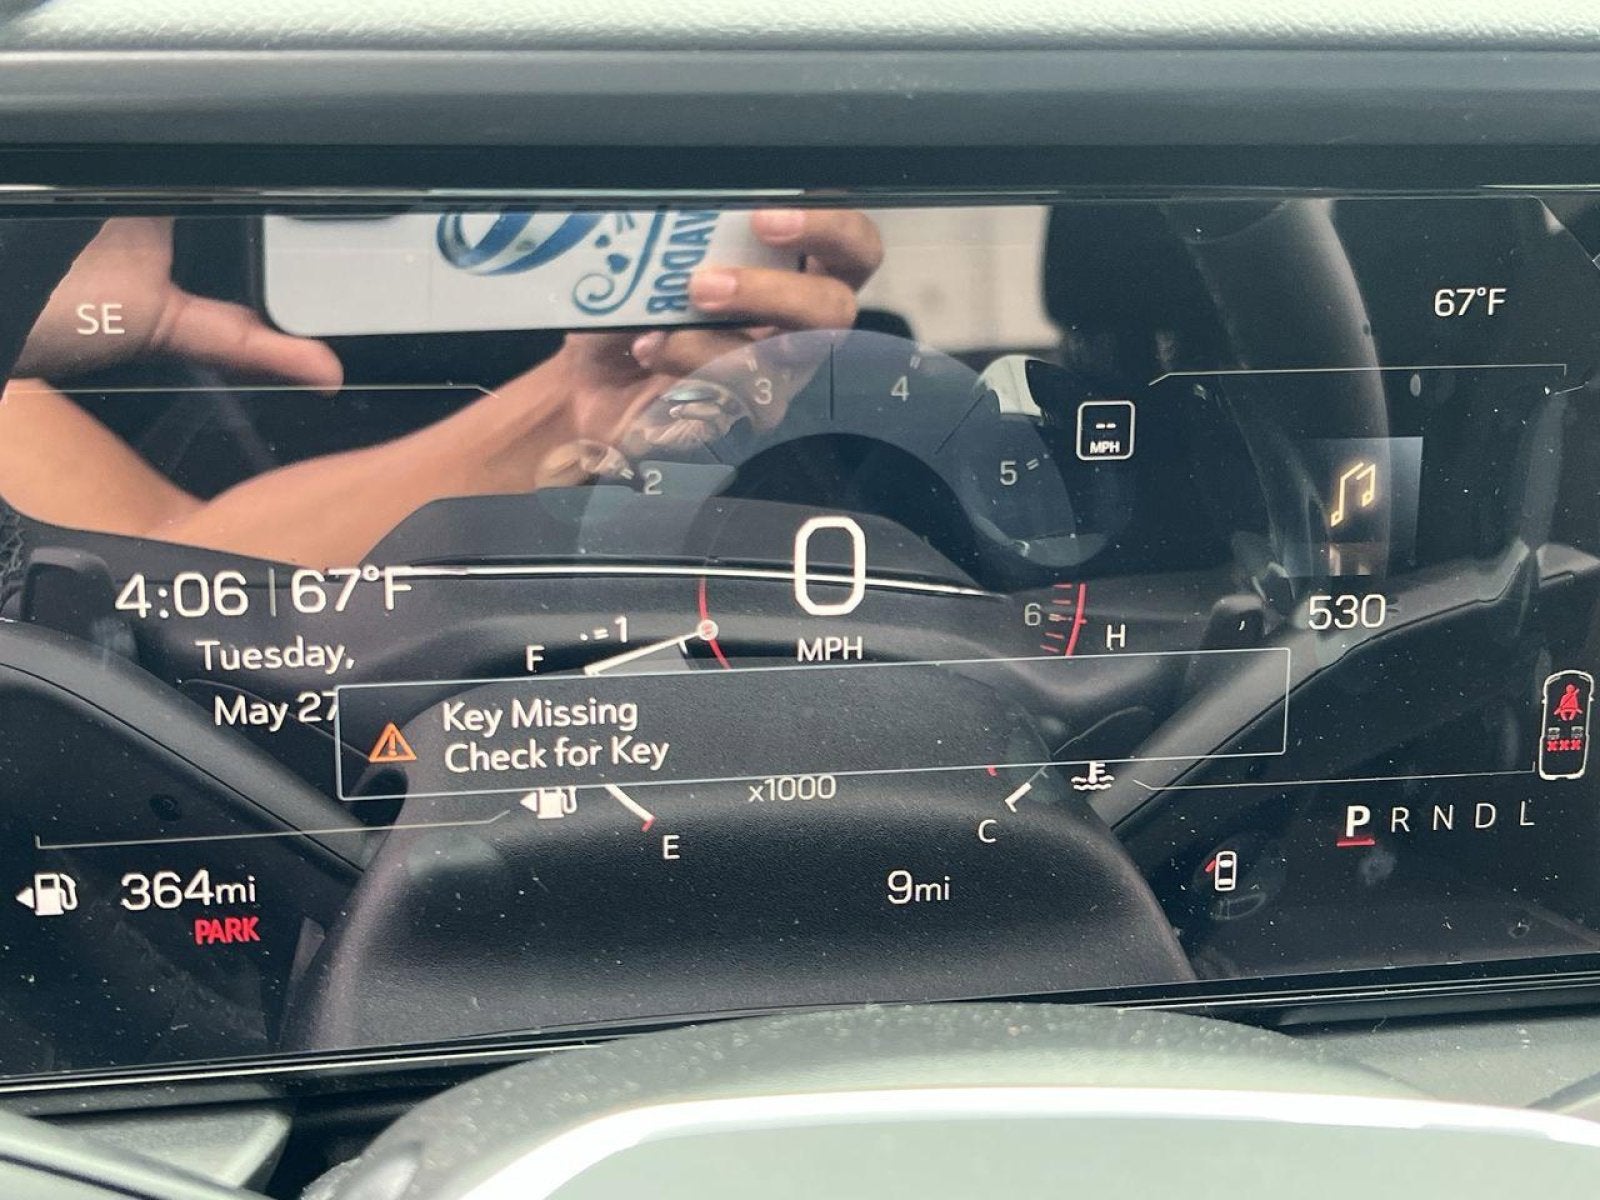 SE
67°F
3
4
2
5
--
MPH
4:06 | 67°F
0
530
6
H
Tuesday,
F
MPH
May 27
Key Missing
Check for Key
x1000
E
C
P R N D L
364mi
9mi
PARK